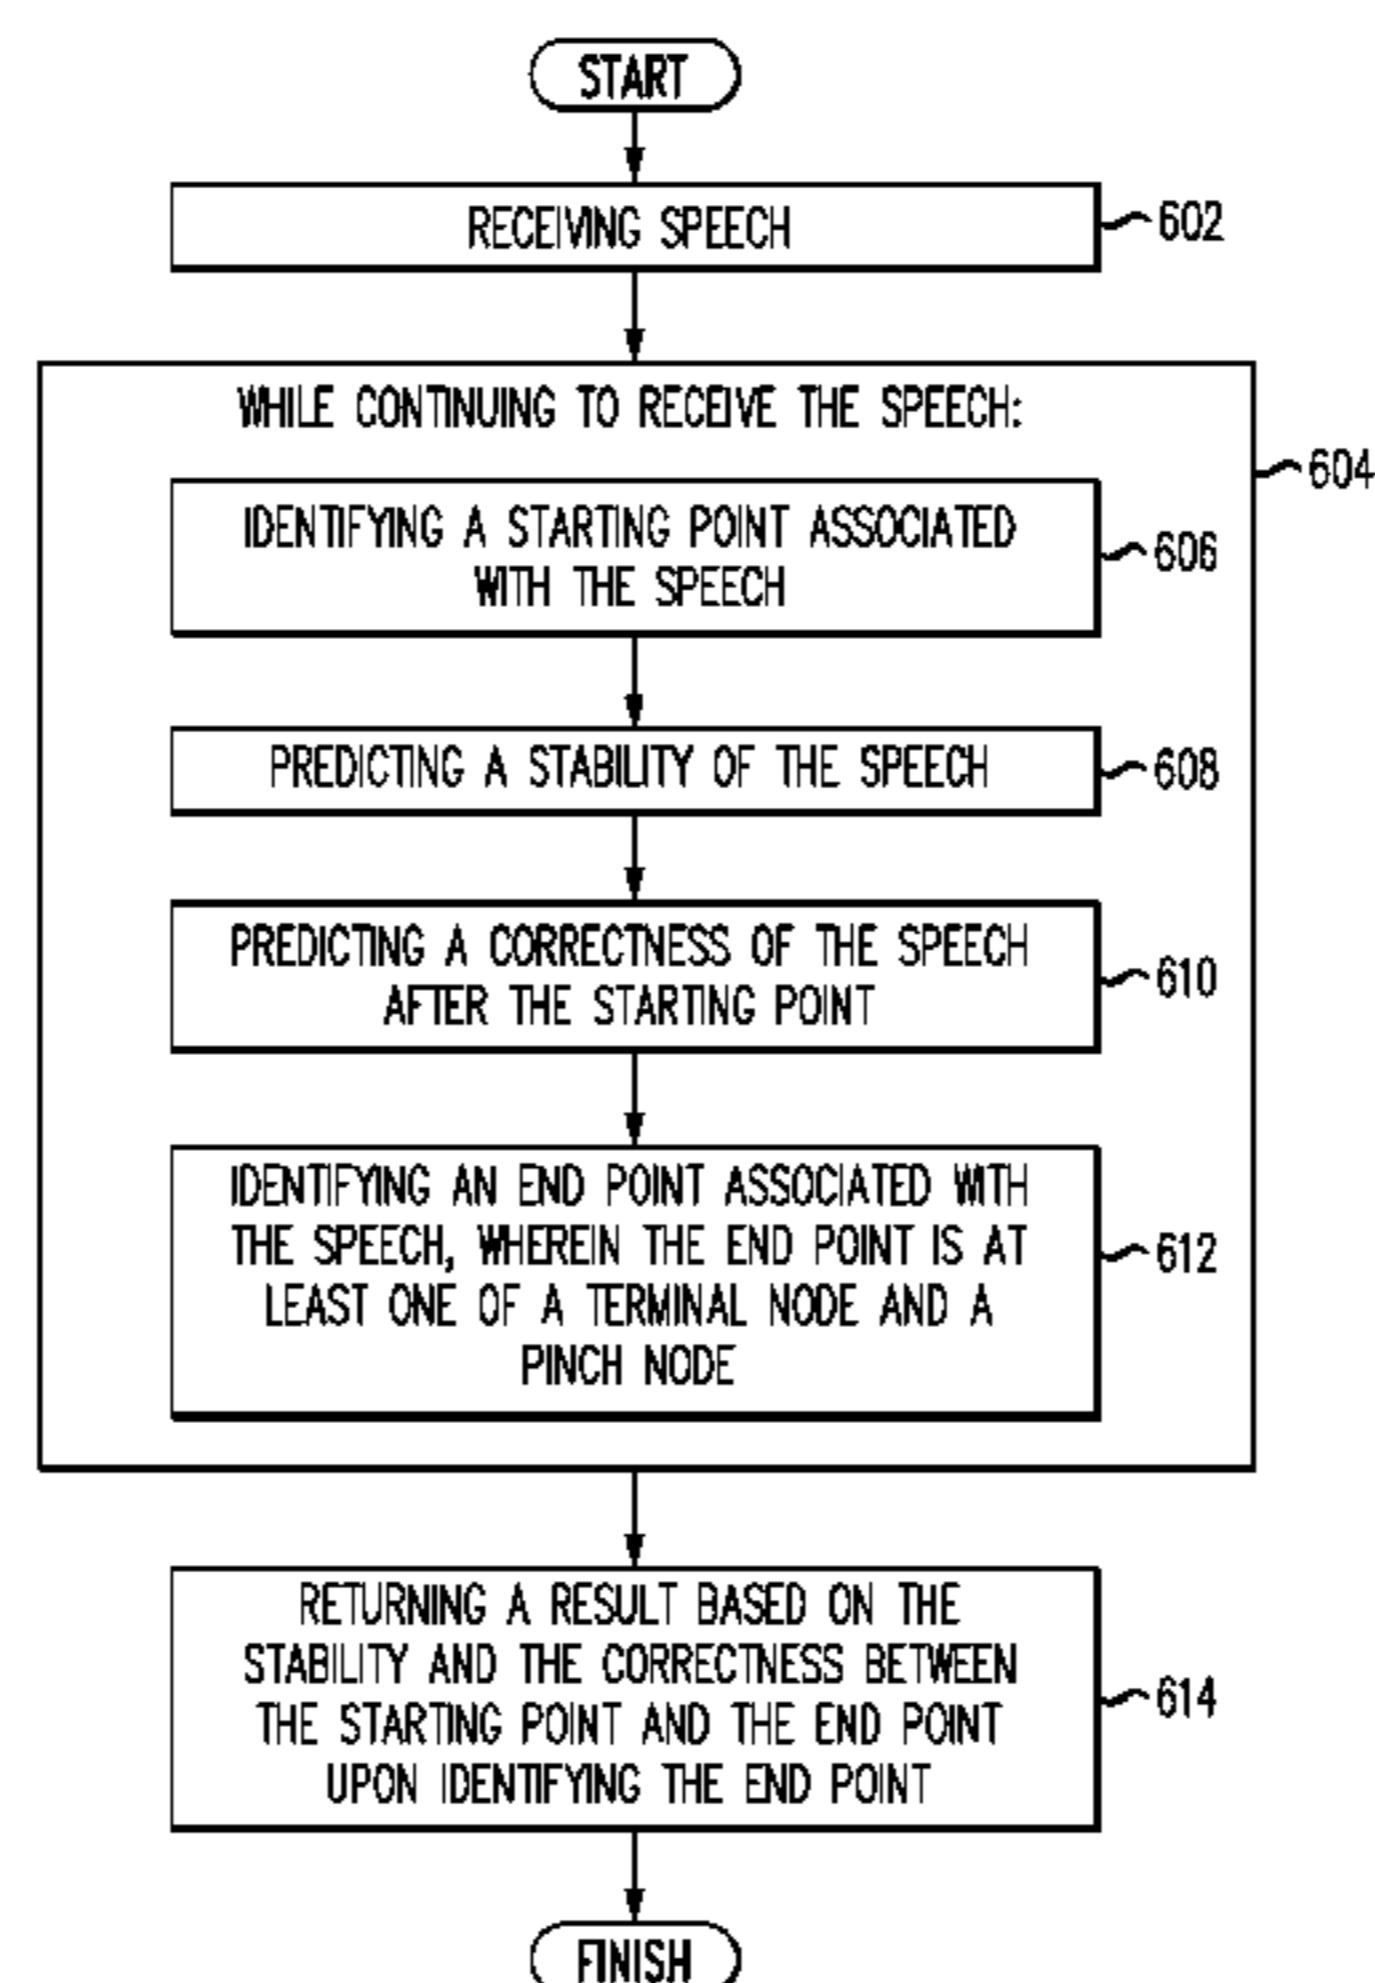 START
RECEIVING SPEECH
602
WHILE CONTINUING TO RECEIVE THE SPEECH:
604
IDENTIFYING A STARTING POINT ASSOCIATED
WITH THE SPEECH
606
PREDICTING A STABILITY OF THE SPEECH
608
PREDICTING A CORRECTNESS OF THE SPEECH
AFTER THE STARTING POINT
610
IDENTIFYING AN END POINT ASSOCIATED WITH
THE SPEECH, WHEREIN THE END POINT IS AT
LEAST ONE OF A TERMINAL NODE AND A
PINCH NODE
612
RETURNING A RESULT BASED ON THE
STABILITY AND THE CORRECTNESS BETWEEN
THE STARTING POINT AND THE END POINT
UPON IDENTIFYING THE END POINT
614
FINISH